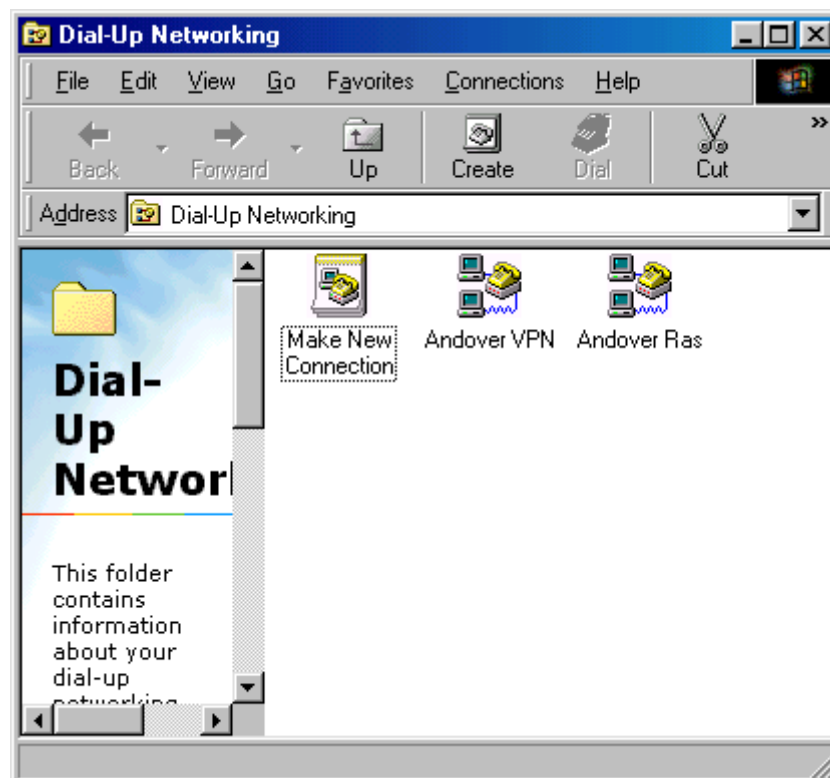 Dial-Up Networking
File Edit View Go Favorites Connections Help
Back Forward Up Create Dial Cut »
Address Dial-Up Networking
Make New
Connection
Andover VPN
Andover Ras
Dial-
Up
Networ
This folder
contains
information
about your
dial-up
networking